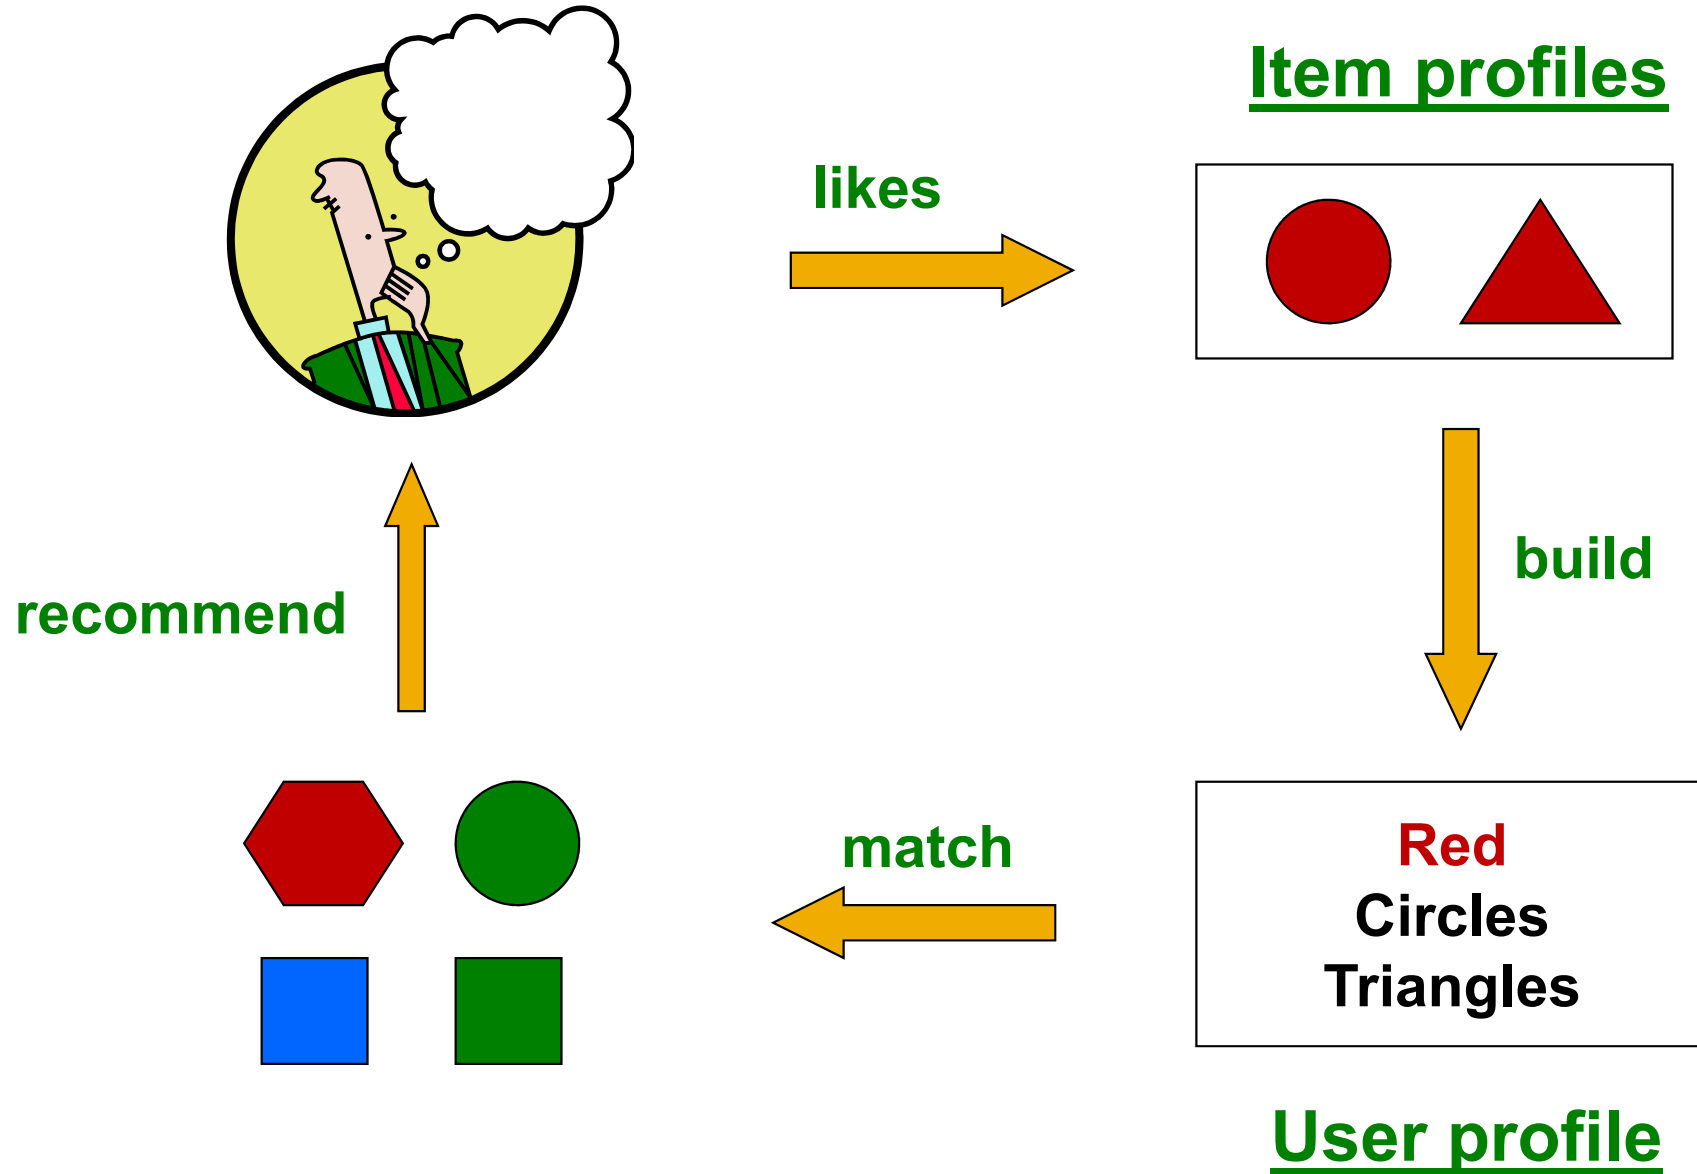 Item profiles
likes
build
recommend
match
Red
Circles
Triangles
User profile